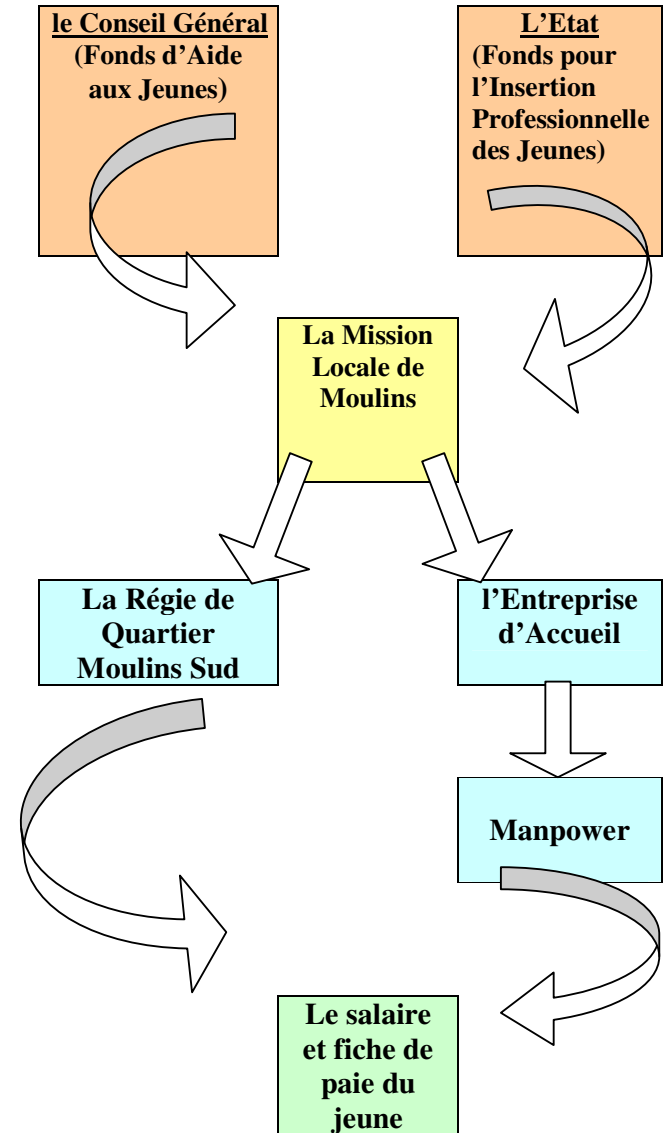 le Conseil Général
(Fonds d’Aide
aux Jeunes)
L’Etat
(Fonds pour
l’Insertion
Professionnelle
des Jeunes)
La Mission
Locale de
Moulins
La Régie de
Quartier
Moulins Sud
l’Entreprise
d’Accueil
Manpower
Le salaire
et fiche de
paie du
jeune